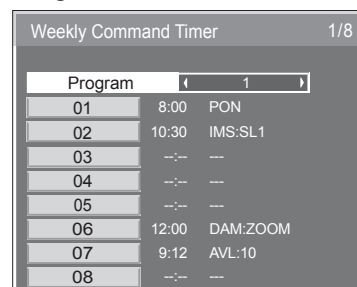 Weekly Command Timer 1/8
Program 1
01 8:00 PON
02 10:30 IMS:SL1
03 --:-- ---
04 --:-- ---
05 --:-- ---
06 12:00 DAM:ZOOM
07 9:12 AVL:10
08 --:-- ---